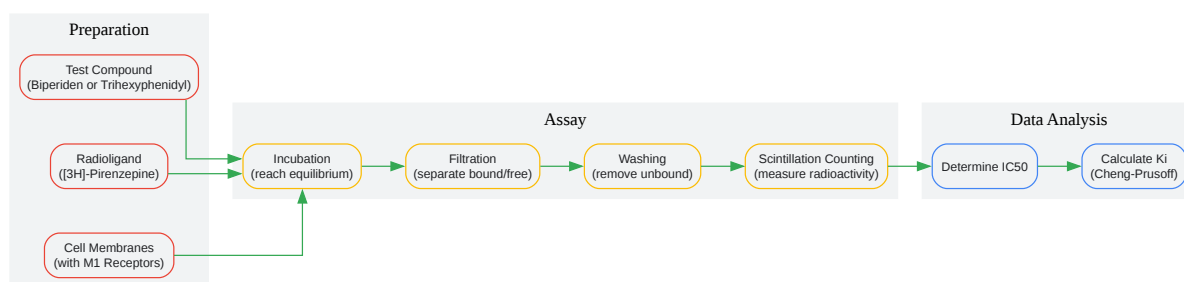 Preparation
Test Compound
(Biperiden or Trihexyphenidyl)
Radioligand
([3H]-Pirenzepine)
Cell Membranes
(with M1 Receptors)
Assay
Incubation
(reach equilibrium)
Filtration
(separate bound/free)
Washing
(remove unbound)
Scintillation Counting
(measure radioactivity)
Data Analysis
Determine IC50
Calculate Ki
(Cheng-Prusoff)